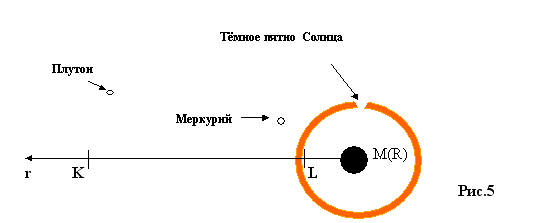 Тёмное пятно Солнца
Плутон
Меркурий
M(R)
r
K
L
Рис.5